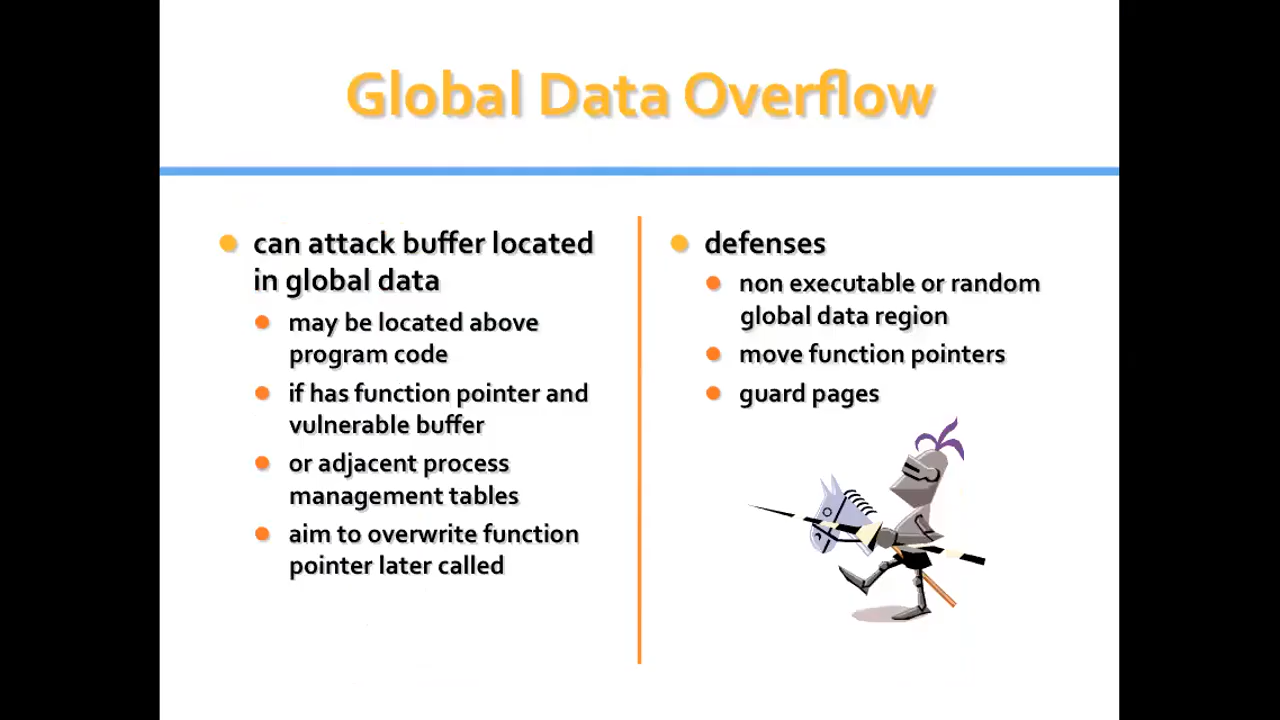 Global Data Overflow
can attack buffer located
in global data
may be located above
program code
if has function pointer and
vulnerable buffer
or adjacent process
management tables
aim to overwrite function
pointer later called
defenses
non executable or random
global data region
move function pointers
guard pages